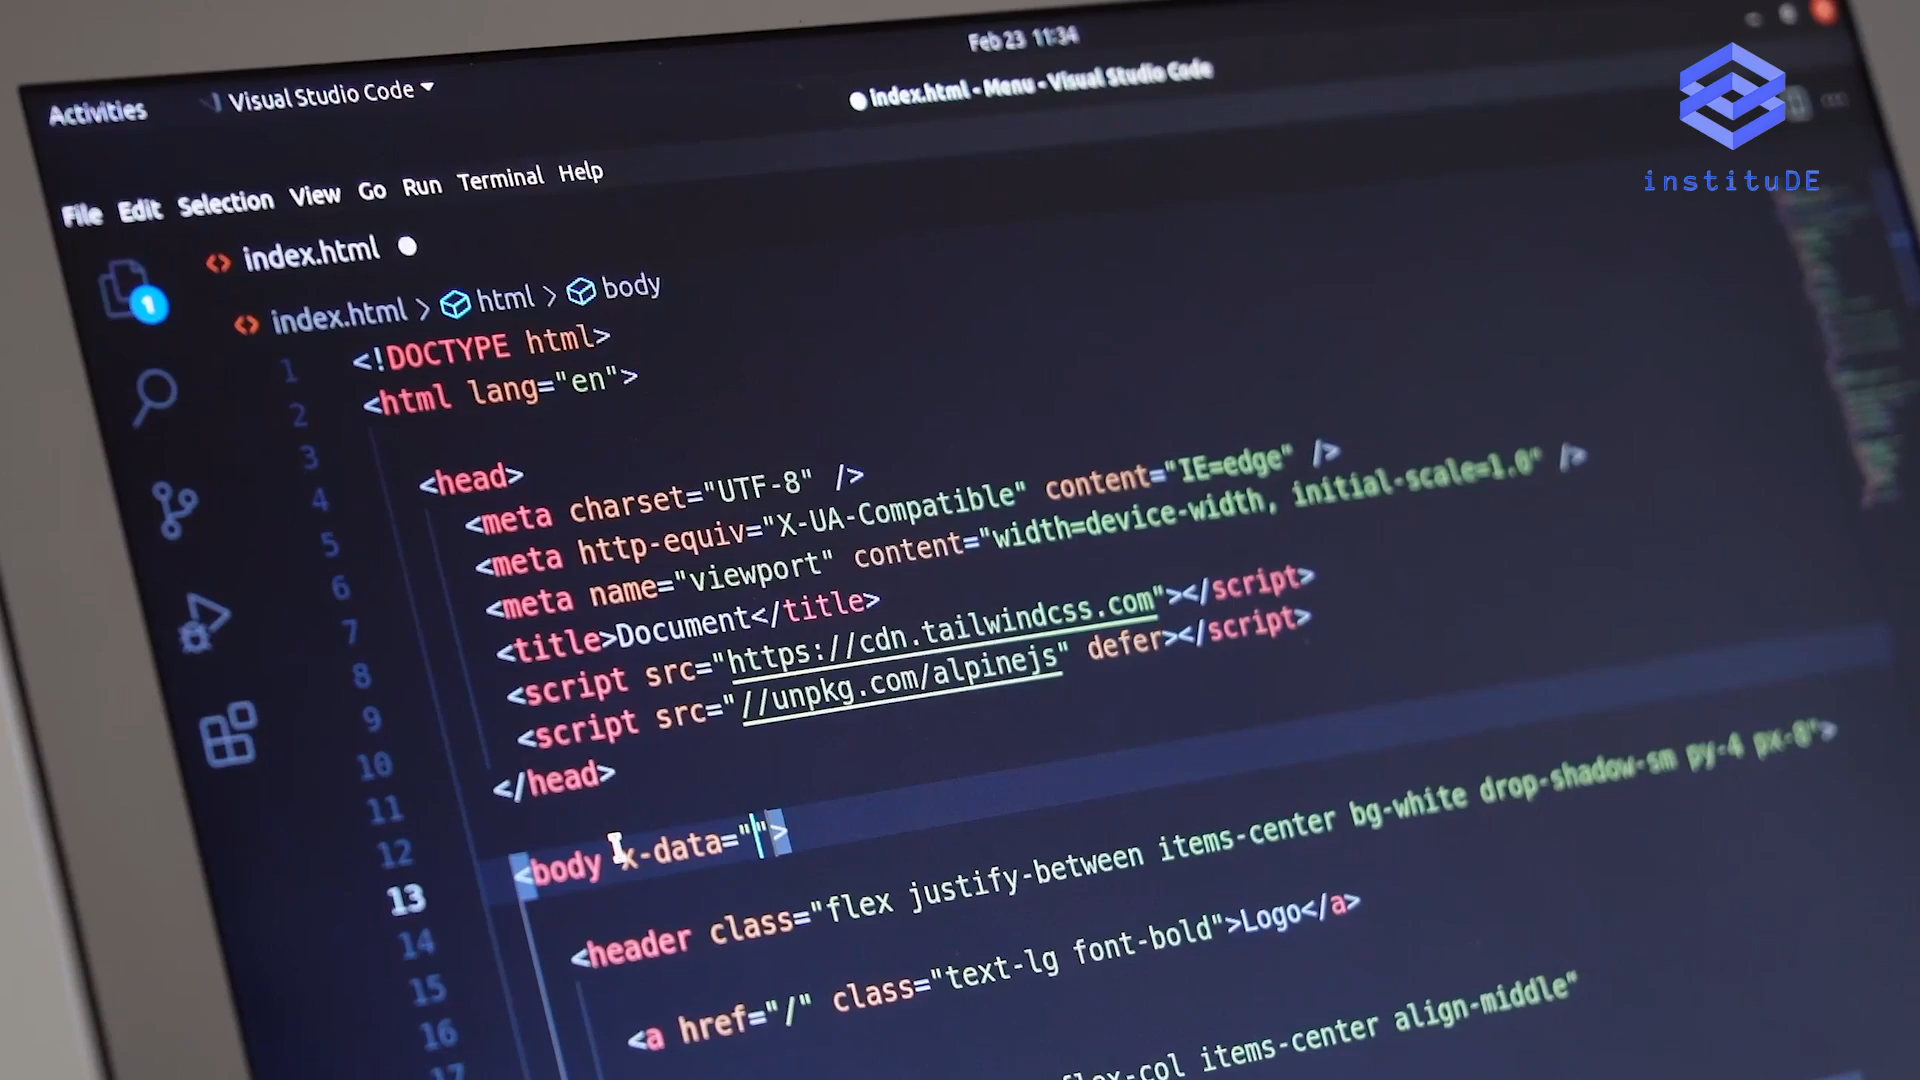 Feb 23 11:34
Activities
Visual Studio Code
index.html - Menu - Visual Studio Code
instituDE
File Edit Selection View Go Run Terminal Help
index.html
index.html > html > body
1
1 <!DOCTYPE html>
2 <html lang="en">
3
4 <head>
5 <meta charset="UTF-8" />
6 <meta http-equiv="X-UA-Compatible" content="IE=edge" />
7 <meta name="viewport" content="width=device-width, initial-scale=1.0" />
8 <title>Document</title>
9 <script src="https://cdn.tailwindcss.com"></script>
10 <script src="//unpkg.com/alpinejs" defer></script>
11 </head>
12
13 <body x-data="">
14
15 <header class="flex justify-between items-center bg-white drop-shadow-sm py-4 px-8">
16
17 <a href="/" class="text-lg font-bold">Logo</a>
flex-col items-center align-middle"